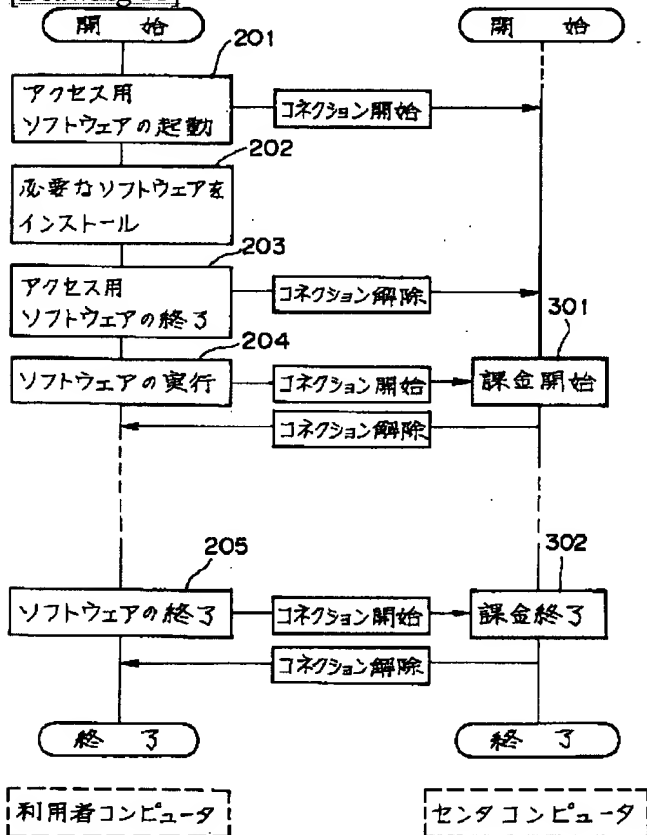 開 始
開 始
201
アクセス用
ソフトウェアの起動
コネクション開始
202
必要なソフトウェアを
インストール
203
アクセス用
ソフトウェアの終了
コネクション解除
301
204
ソフトウェアの実行
コネクション開始
課金開始
コネクション解除
205
302
ソフトウェアの終了
コネクション開始
課金終了
コネクション解除
終 了
終 了
利用者コンピュータ
センタコンピュータ